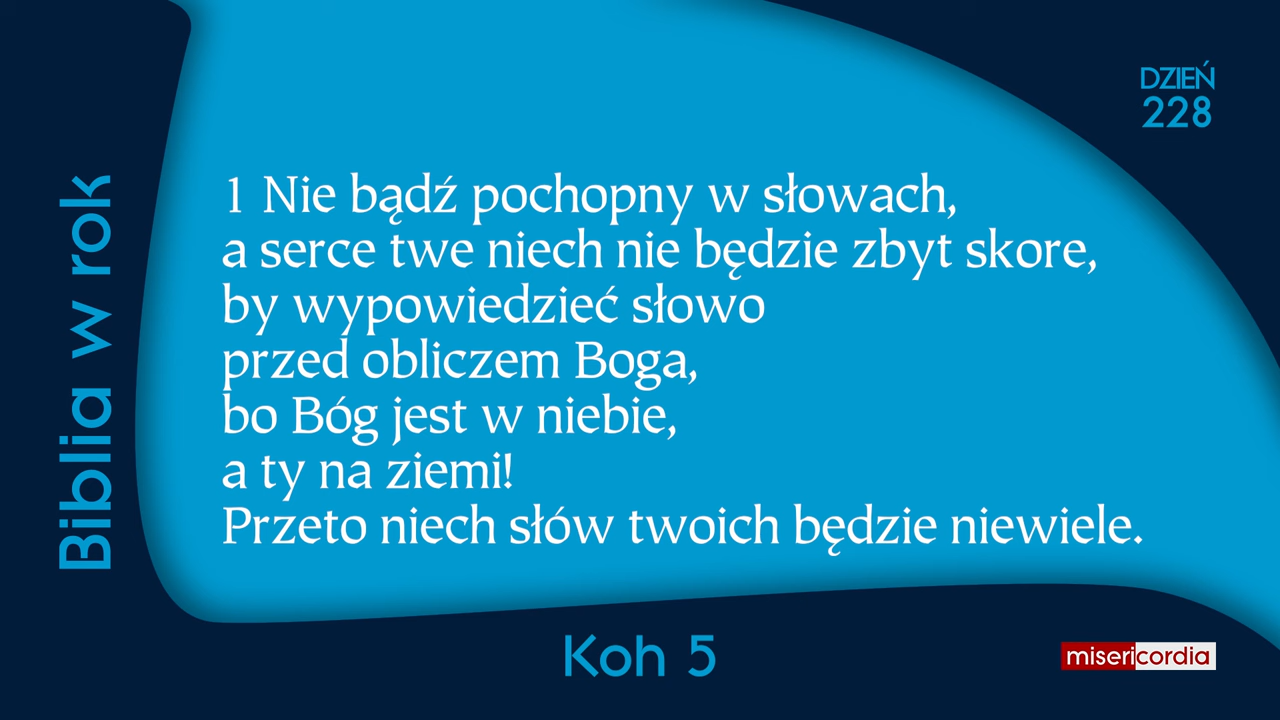 DZIEŃ
228
Biblia w rok
1 Nie bądź pochopny w słowach,
a serce twe niech nie będzie zbyt skore,
by wypowiedzieć słowo
przed obliczem Boga,
bo Bóg jest w niebie,
a ty na ziemi!
Przeto niech słów twoich będzie niewiele.
Koh 5
misericordia